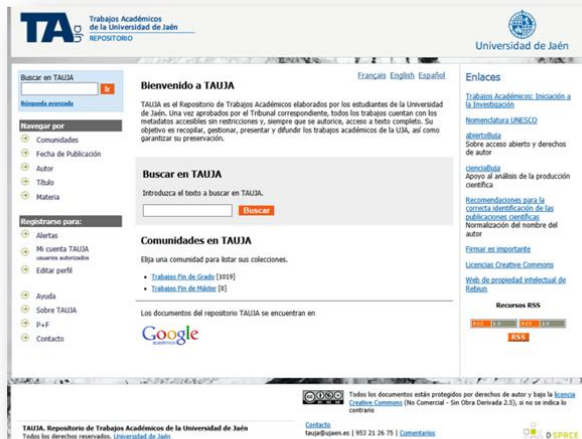 TAuja
Trabajos Académicos
de la Universidad de Jaén
REPOSITORIO
Universidad de Jaén
Buscar en TAUJA
Ir
Búsqueda avanzada
Navegar por
Comunidades
Fecha de Publicación
Autor
Título
Materia
Registrarse para:
Alertas
Mi cuenta TAUJA
usuarios autorizados
Editar perfil
Ayuda
Sobre TAUJA
P+F
Contacto
Français English Español
Bienvenido a TAUJA
TAUJA es el Repositorio de Trabajos Académicos elaborados por los estudiantes de la Universidad
de Jaén. Una vez aprobados por el Tribunal correspondiente, todos los trabajos cuentan con los
metadatos accesibles sin restricciones y, siempre que se autorice, acceso a texto completo. Su
objetivo es recopilar, gestionar, presentar y difundir los trabajos académicos de la UJA, así como
garantizar su preservación.
Buscar en TAUJA
Introduzca el texto a buscar en TAUJA.
Buscar
Comunidades en TAUJA
Elija una comunidad para listar sus colecciones.
Trabajos Fin de Grado [1019]
Trabajos Fin de Máster [0]
Los documentos del repositorio TAUJA se encuentran en
Google
académico
Enlaces
Trabajos Académicos: Iniciación a
la Investigación
Nomenclatura UNESCO
abiertoBuja
Sobre acceso abierto y derechos
de autor
cienciaBuja
Apoyo al análisis de la producción
científica
Recomendaciones para la
correcta identificación de las
publicaciones científicas
Normalización del nombre del
autor
Firmar es importante
Licencias Creative Commons
Web de propiedad intelectual de
Rebiun
Recursos RSS
RSS
Todos los documentos están protegidos por derechos de autor y bajo la licencia
Creative Commons (No Comercial - Sin Obra Derivada 2.5), si no se indica lo
contrario
TAUJA. Repositorio de Trabajos Académicos de la Universidad de Jaén
Todos los derechos reservados. Universidad de Jaén
Contacto
tauja@ujaen.es | 953 21 26 75 | Comentarios
DSPACE